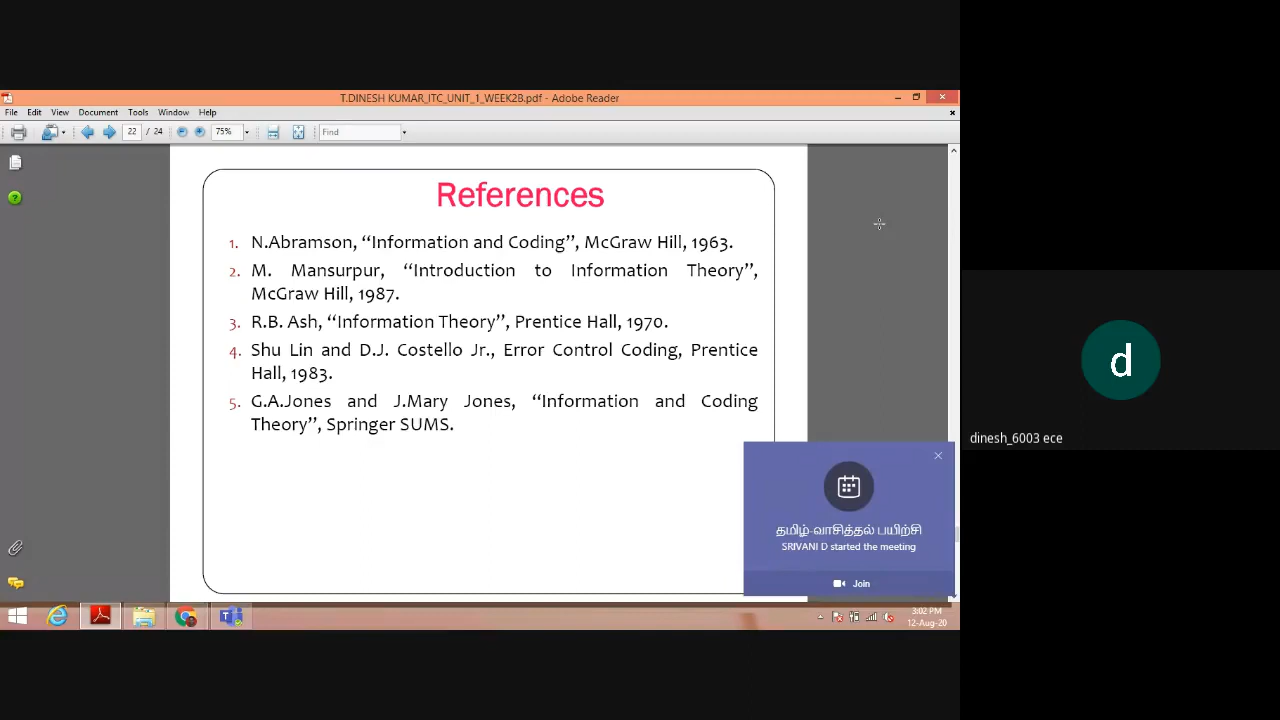 T.DINESH KUMAR_ITC_UNIT_1_WEEK2B.pdf - Adobe Reader
File Edit View Document Tools Window Help
22 / 24 75% Find
References
1. N.Abramson, “Information and Coding”, McGraw Hill, 1963.
2. M. Mansurpur, “Introduction to Information Theory”,
McGraw Hill, 1987.
3. R.B. Ash, “Information Theory”, Prentice Hall, 1970.
4. Shu Lin and D.J. Costello Jr., Error Control Coding, Prentice
Hall, 1983.
5. G.A.Jones and J.Mary Jones, “Information and Coding
Theory”, Springer SUMS.
தமிழ்-வாசித்தல் பயிற்சி
SRIVANI D started the meeting
Join
3:02 PM
12-Aug-20
d
dinesh_6003 ece